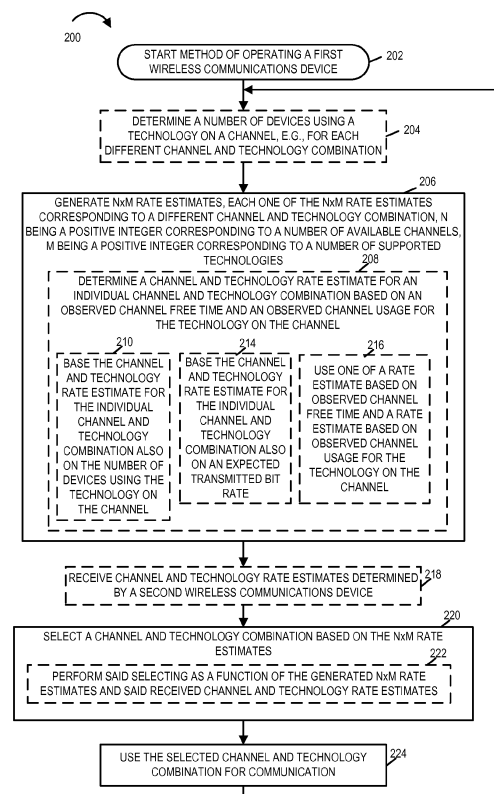 200
START METHOD OF OPERATING A FIRST
WIRELESS COMMUNICATIONS DEVICE
202
DETERMINE A NUMBER OF DEVICES USING A
TECHNOLOGY ON A CHANNEL, E.G., FOR EACH
DIFFERENT CHANNEL AND TECHNOLOGY COMBINATION
204
206
GENERATE NxM RATE ESTIMATES, EACH ONE OF THE NxM RATE ESTIMATES
CORRESPONDING TO A DIFFERENT CHANNEL AND TECHNOLOGY COMBINATION, N
BEING A POSITIVE INTEGER CORRESPONDING TO A NUMBER OF AVAILABLE CHANNELS,
M BEING A POSITIVE INTEGER CORRESPONDING TO A NUMBER OF SUPPORTED
TECHNOLOGIES
208
DETERMINE A CHANNEL AND TECHNOLOGY RATE ESTIMATE FOR AN
INDIVIDUAL CHANNEL AND TECHNOLOGY COMBINATION BASED ON AN
OBSERVED CHANNEL FREE TIME AND AN OBSERVED CHANNEL USAGE FOR
THE TECHNOLOGY ON THE CHANNEL
210
BASE THE CHANNEL
AND TECHNOLOGY
RATE ESTIMATE FOR
THE INDIVIDUAL
CHANNEL AND
TECHNOLOGY
COMBINATION ALSO
ON THE NUMBER OF
DEVICES USING THE
TECHNOLOGY ON
THE CHANNEL
214
BASE THE CHANNEL
AND TECHNOLOGY
RATE ESTIMATE FOR
THE INDIVIDUAL
CHANNEL AND
TECHNOLOGY
COMBINATION ALSO
ON AN EXPECTED
TRANSMITTED BIT
RATE
216
USE ONE OF A RATE
ESTIMATE BASED ON
OBSERVED CHANNEL
FREE TIME AND A RATE
ESTIMATE BASED ON
OBSERVED CHANNEL
USAGE FOR THE
TECHNOLOGY ON THE
CHANNEL
RECEIVE CHANNEL AND TECHNOLOGY RATE ESTIMATES DETERMINED
BY A SECOND WIRELESS COMMUNICATIONS DEVICE
218
220
SELECT A CHANNEL AND TECHNOLOGY COMBINATION BASED ON THE NxM RATE
ESTIMATES
222
PERFORM SAID SELECTING AS A FUNCTION OF THE GENERATED NxM RATE
ESTIMATES AND SAID RECEIVED CHANNEL AND TECHNOLOGY RATE ESTIMATES
USE THE SELECTED CHANNEL AND TECHNOLOGY
COMBINATION FOR COMMUNICATION
224